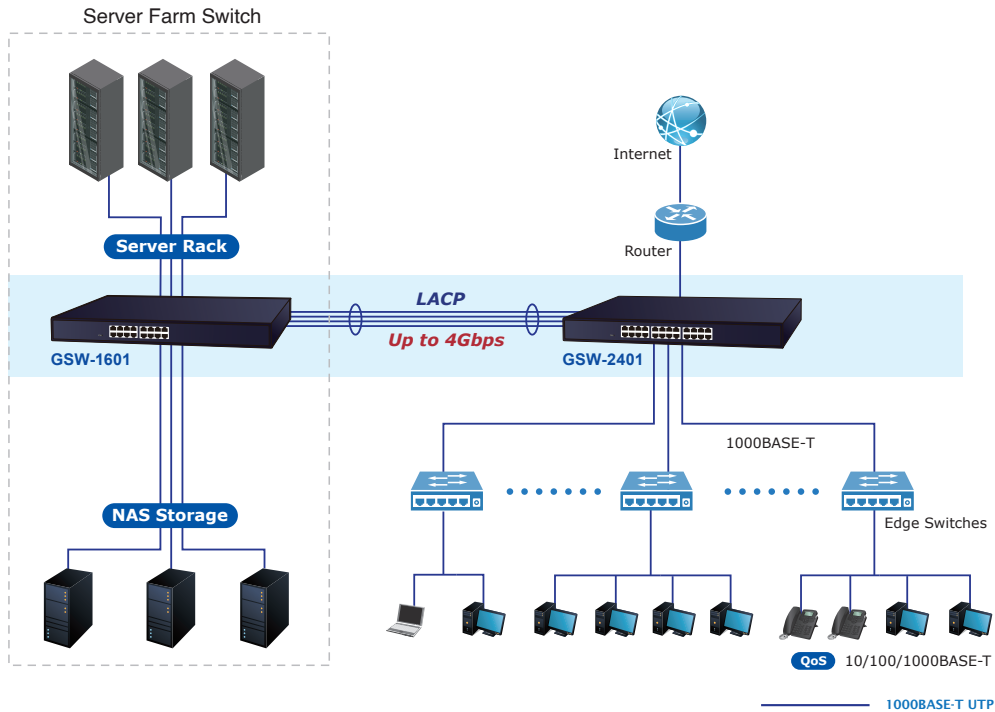 Server Farm Switch
Internet
Router
Server Rack
LACP
Up to 4Gbps
GSW-1601
GSW-2401
1000BASE-T
NAS Storage
Edge Switches
QoS 10/100/1000BASE-T
1000BASE-T UTP